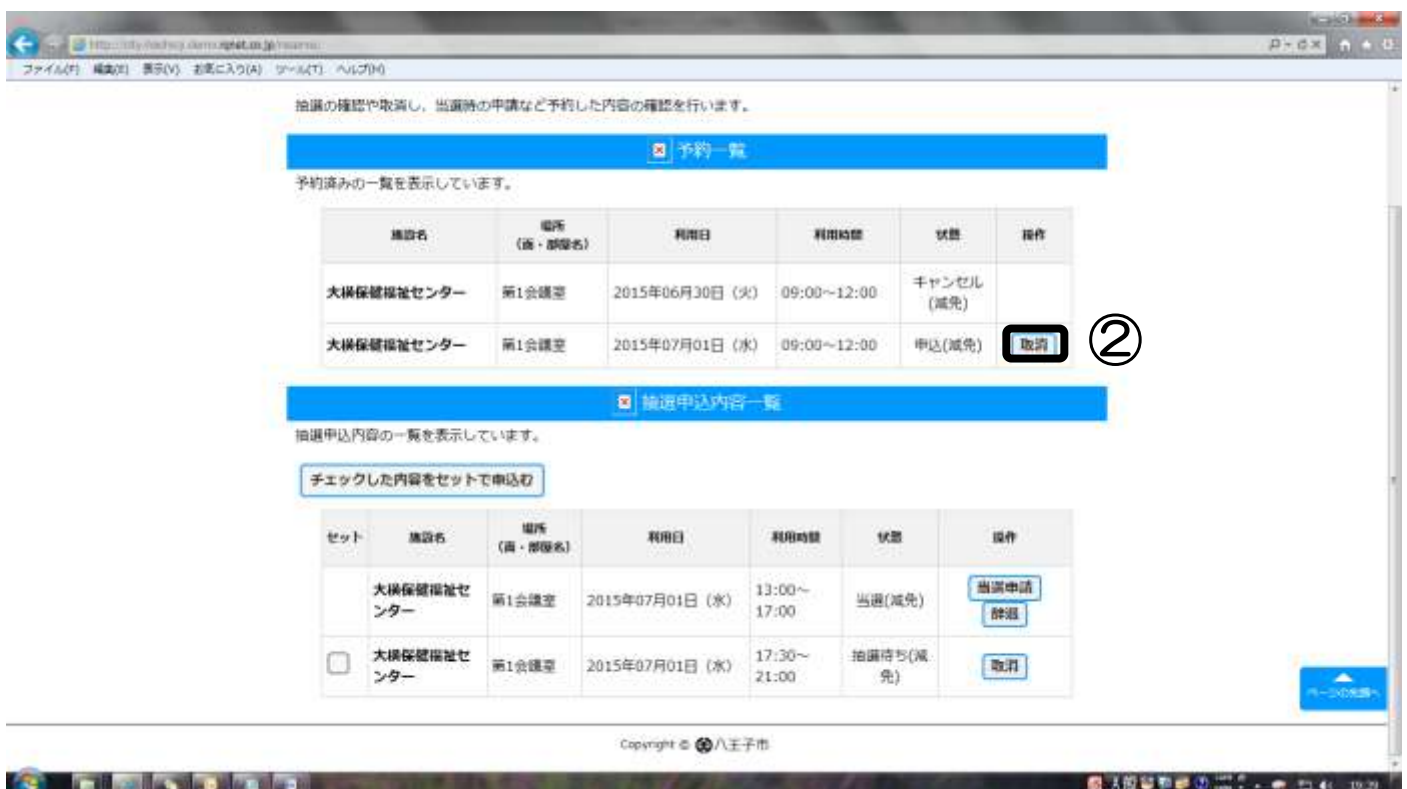 ファイル(F) 編集(E) 表示(V) お気に入り(A) ツール(T) ヘルプ(H)
抽選の確認や取消し、当選時の申請など予約した内容の確認を行います。
予約一覧
予約済みの一覧を表示しています。
施設名 場所（面・部屋名） 利用日 利用時間 状態 操作
大横保健福祉センター 第1会議室 2015年06月30日（火） 09:00～12:00 キャンセル(減免)
大横保健福祉センター 第1会議室 2015年07月01日（水） 09:00～12:00 申込(減免) 取消 ②
抽選申込内容一覧
抽選申込内容の一覧を表示しています。
チェックした内容をセットで申込む
セット 施設名 場所（面・部屋名） 利用日 利用時間 状態 操作
大横保健福祉センター 第1会議室 2015年07月01日（水） 13:00～17:00 当選(減免) 当選申請 辞退
大横保健福祉センター 第1会議室 2015年07月01日（水） 17:30～21:00 抽選待ち(減免) 取消
ページの先頭へ
Copyright © 八王子市